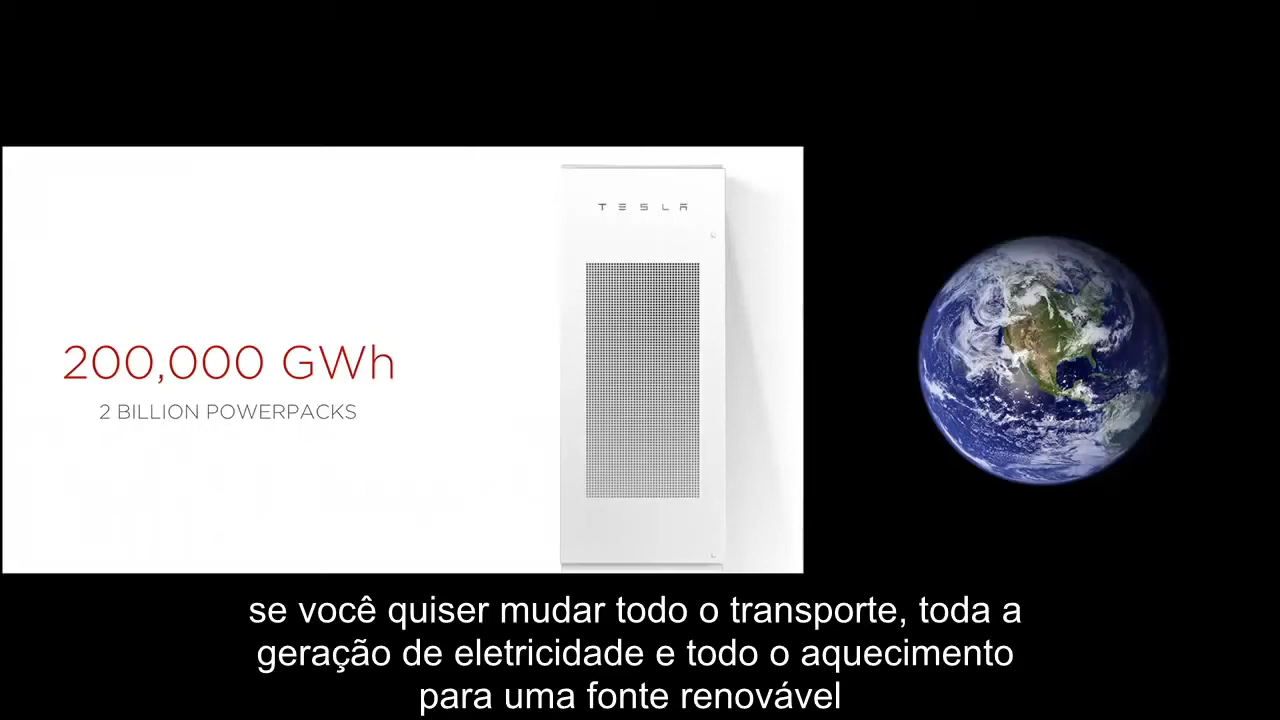 TESLA
200,000 GWh
2 BILLION POWERPACKS
se você quiser mudar todo o transporte, toda a
geração de eletricidade e todo o aquecimento
para uma fonte renovável